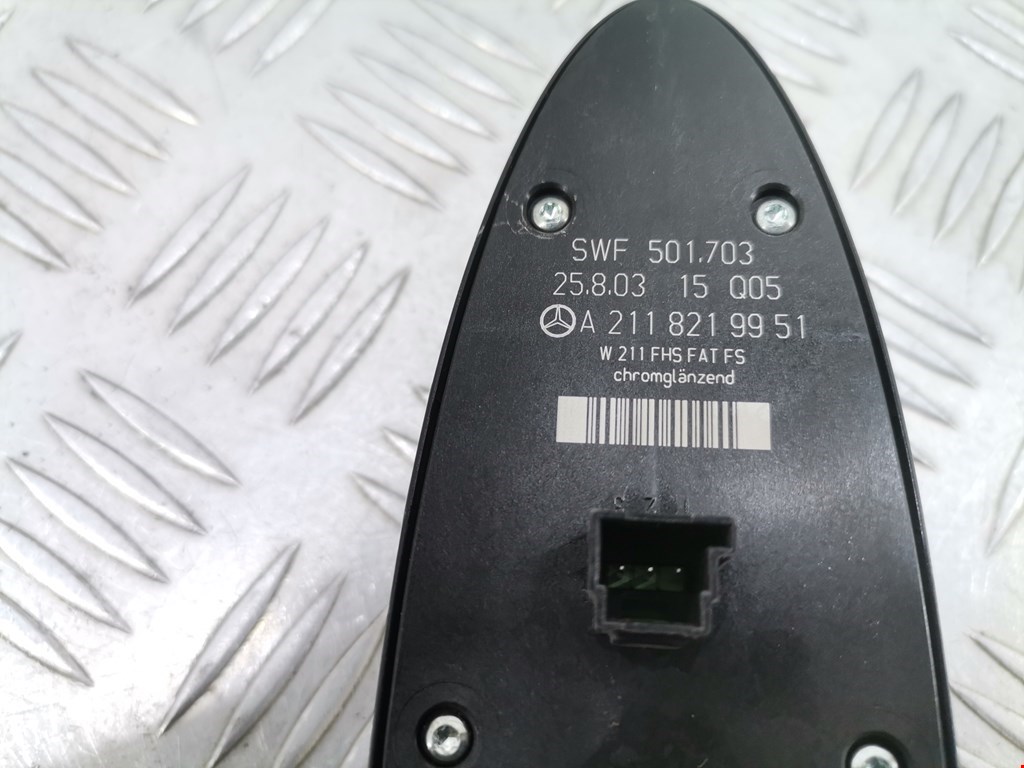 SWF 501.703
25.8.03 15 Q05
A 211 821 99 51
W 211 FHS FAT FS
chromglänzend